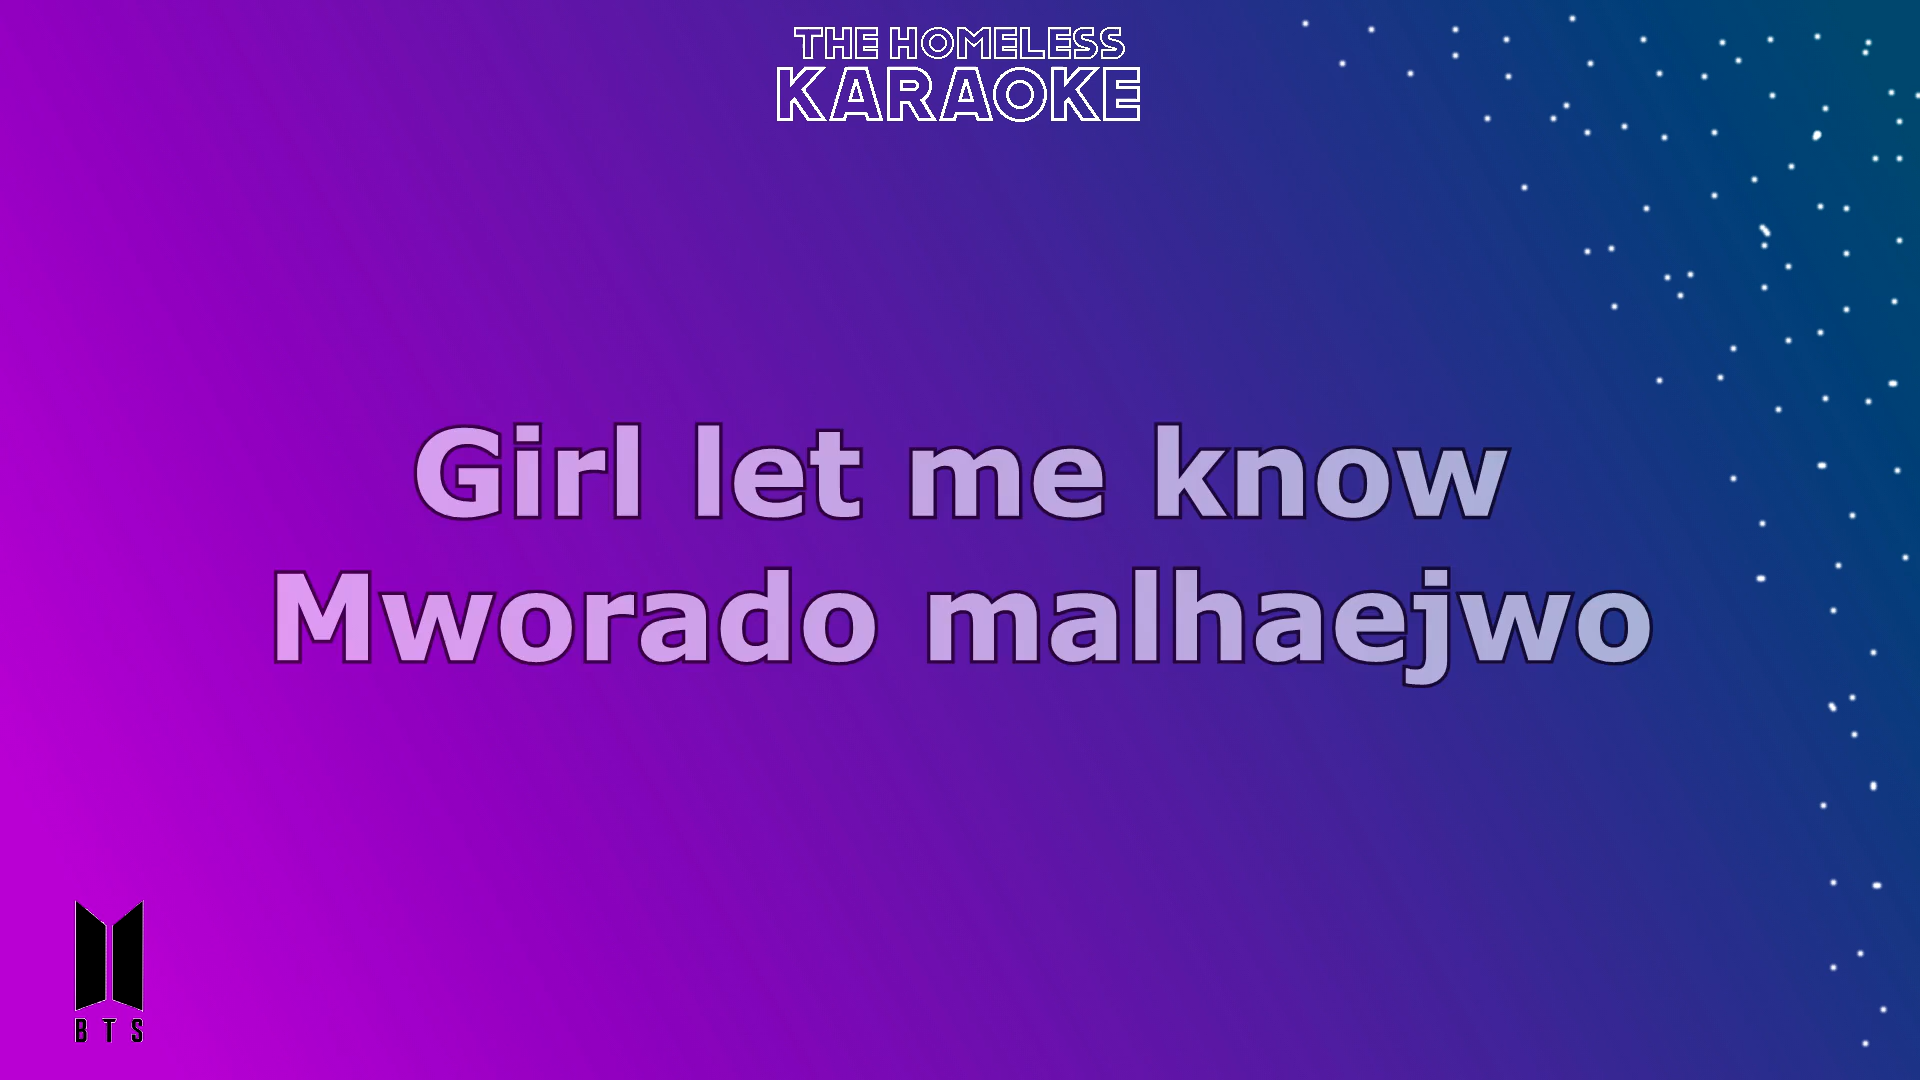 THE HOMELESS
KARAOKE
Girl let me know
Mworado malhaejwo
BTS